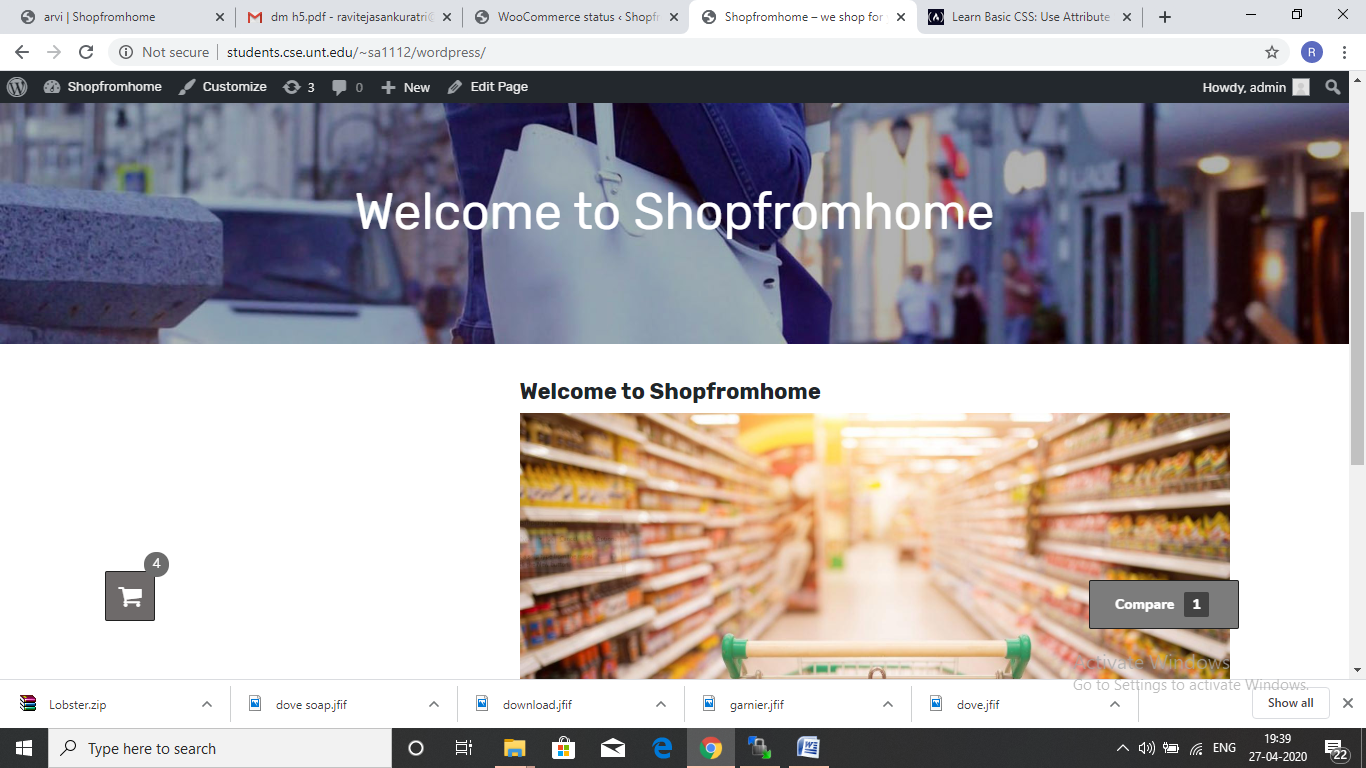 arvi | Shopfromhome
dm h5.pdf - ravitejasankuratri@
WooCommerce status ‹ Shopfr
Shopfromhome – we shop for
Learn Basic CSS: Use Attribute
Not secure
students.cse.unt.edu/~sa1112/wordpress/
R
Shopfromhome
Customize
3
0
New
Edit Page
Howdy, admin
Welcome to Shopfromhome
Welcome to Shopfromhome
4
Compare 1
Activate Windows
Go to Settings to activate Windows.
Lobster.zip
dove soap.jfif
download.jfif
garnier.jfif
dove.jfif
Show all
Type here to search
ENG
19:39
27-04-2020
22